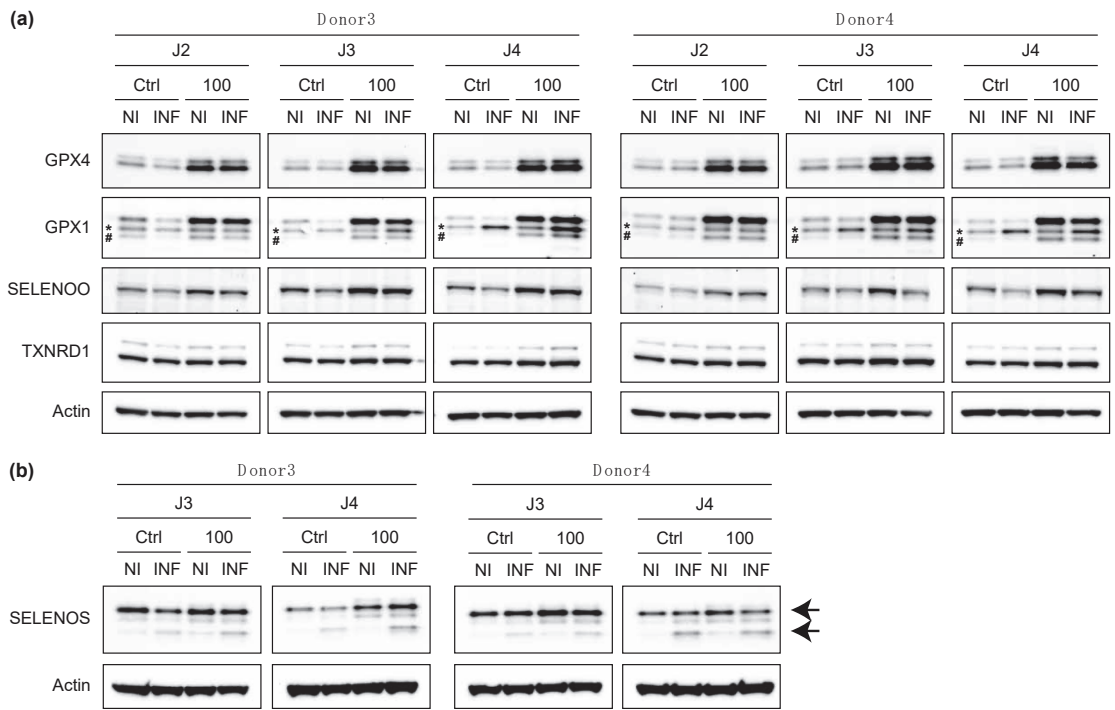 (a)
Donor3 Donor4
J2 J3 J4 J2 J3 J4
Ctrl 100 Ctrl 100 Ctrl 100 Ctrl 100 Ctrl 100 Ctrl 100
NI INF NI INF NI INF NI INF NI INF NI INF NI INF NI INF NI INF NI INF NI INF NI INF
GPX4
GPX1
* * * * * *
# # # # # #
SELENOO
TXNRD1
Actin
(b)
Donor3 Donor4
J3 J4 J3 J4
Ctrl 100 Ctrl 100 Ctrl 100 Ctrl 100
NI INF NI INF NI INF NI INF NI INF NI INF NI INF NI INF
SELENOS
Actin